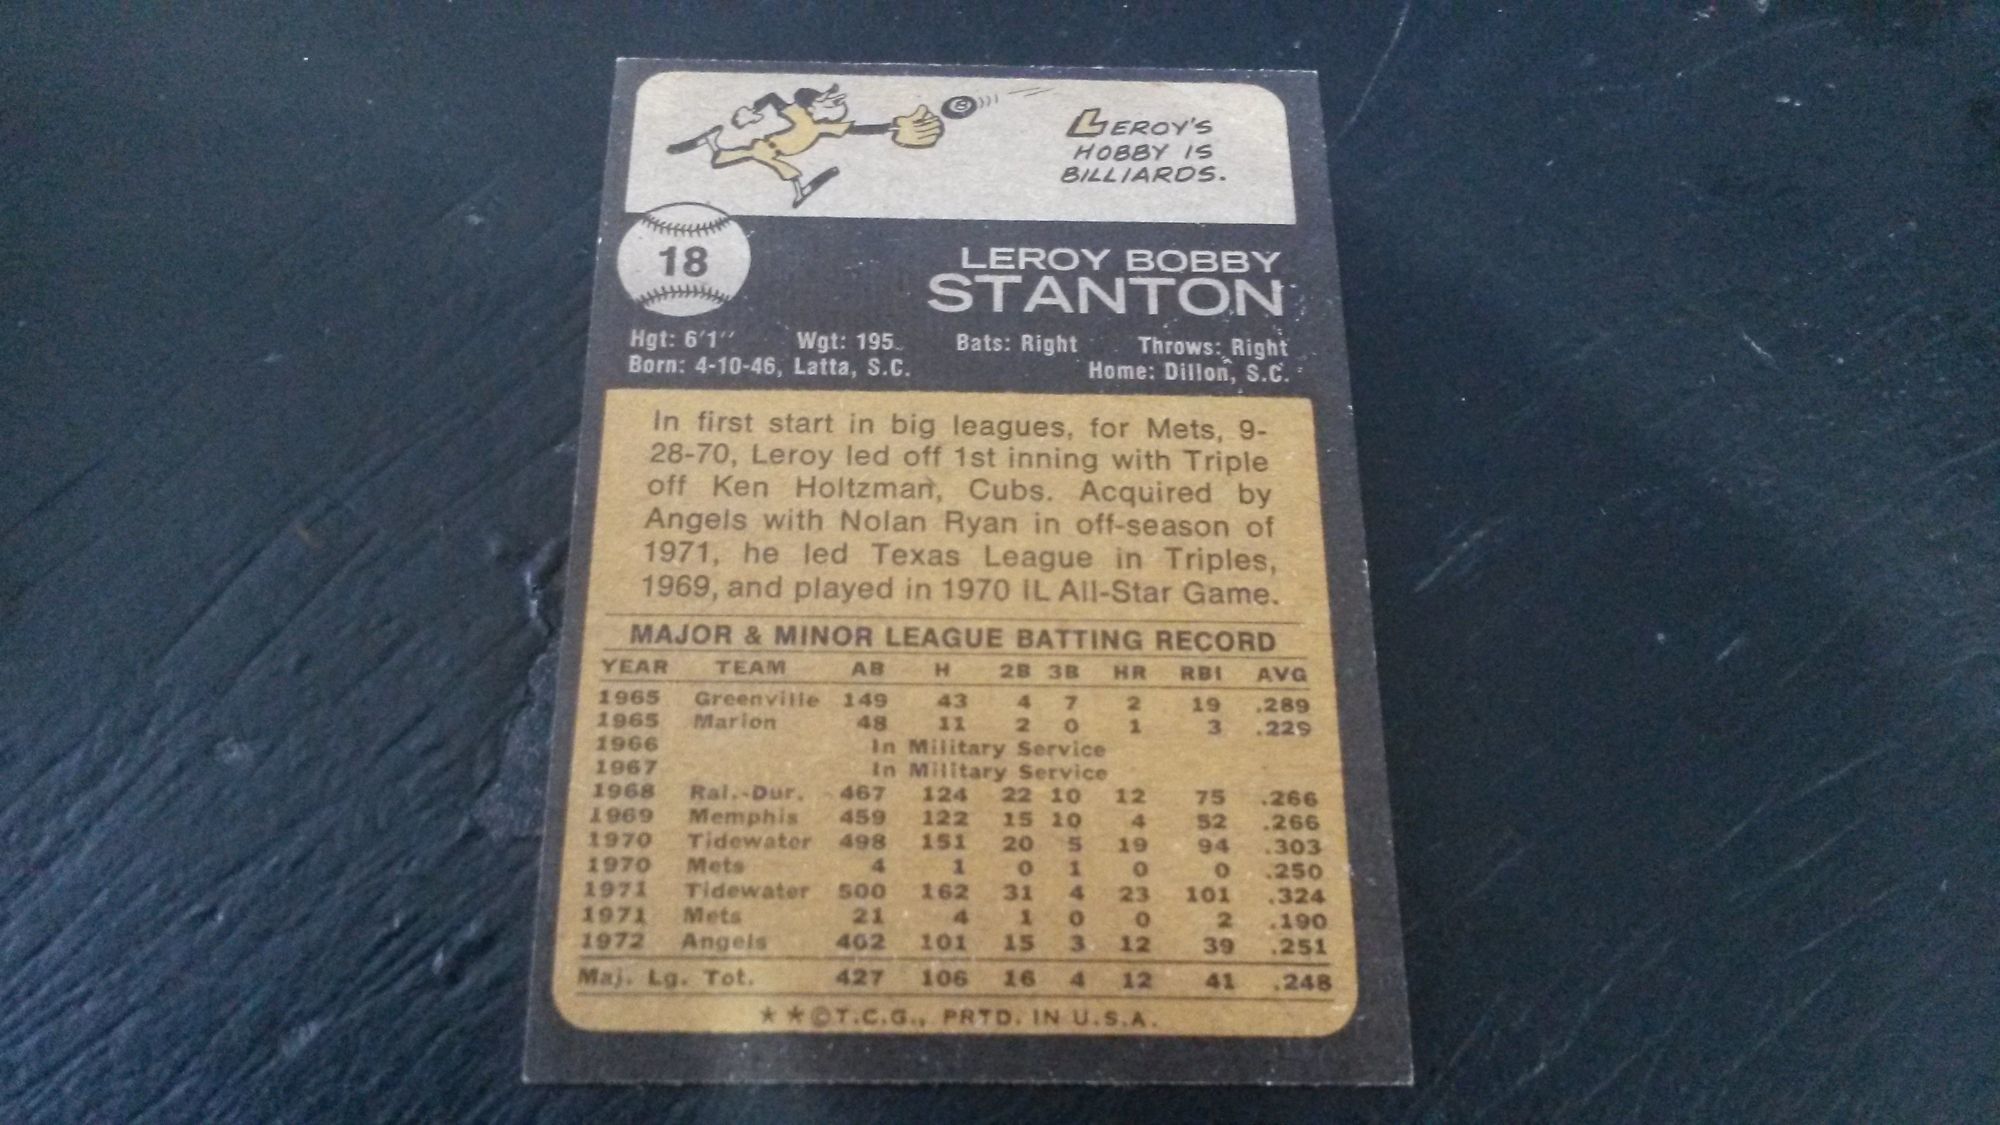 8
LEROY'S
HOBBY IS
BILLIARDS.
18
LEROY BOBBY
STANTON
Hgt: 6'1" Wgt: 195 Bats: Right Throws: Right
Born: 4-10-46, Latta, S.C. Home: Dillon, S.C.
In first start in big leagues, for Mets, 9-
28-70, Leroy led off 1st inning with Triple
off Ken Holtzman, Cubs. Acquired by
Angels with Nolan Ryan in off-season of
1971, he led Texas League in Triples,
1969, and played in 1970 IL All-Star Game.
MAJOR & MINOR LEAGUE BATTING RECORD
YEAR TEAM AB H 2B 3B HR RBI AVG
1965 Greenville 149 43 4 7 2 19 .289
1965 Marion 48 11 2 0 1 3 .229
1966 In Military Service
1967 In Military Service
1968 Ral.-Dur. 467 124 22 10 12 75 .266
1969 Memphis 459 122 15 10 4 52 .266
1970 Tidewater 498 151 20 5 19 94 .303
1970 Mets 4 1 0 1 0 0 .250
1971 Tidewater 500 162 31 4 23 101 .324
1971 Mets 21 4 1 0 0 2 .190
1972 Angels 402 101 15 3 12 39 .251
Maj. Lg. Tot. 427 106 16 4 12 41 .248
★★©T.C.G., PRTD. IN U.S.A.